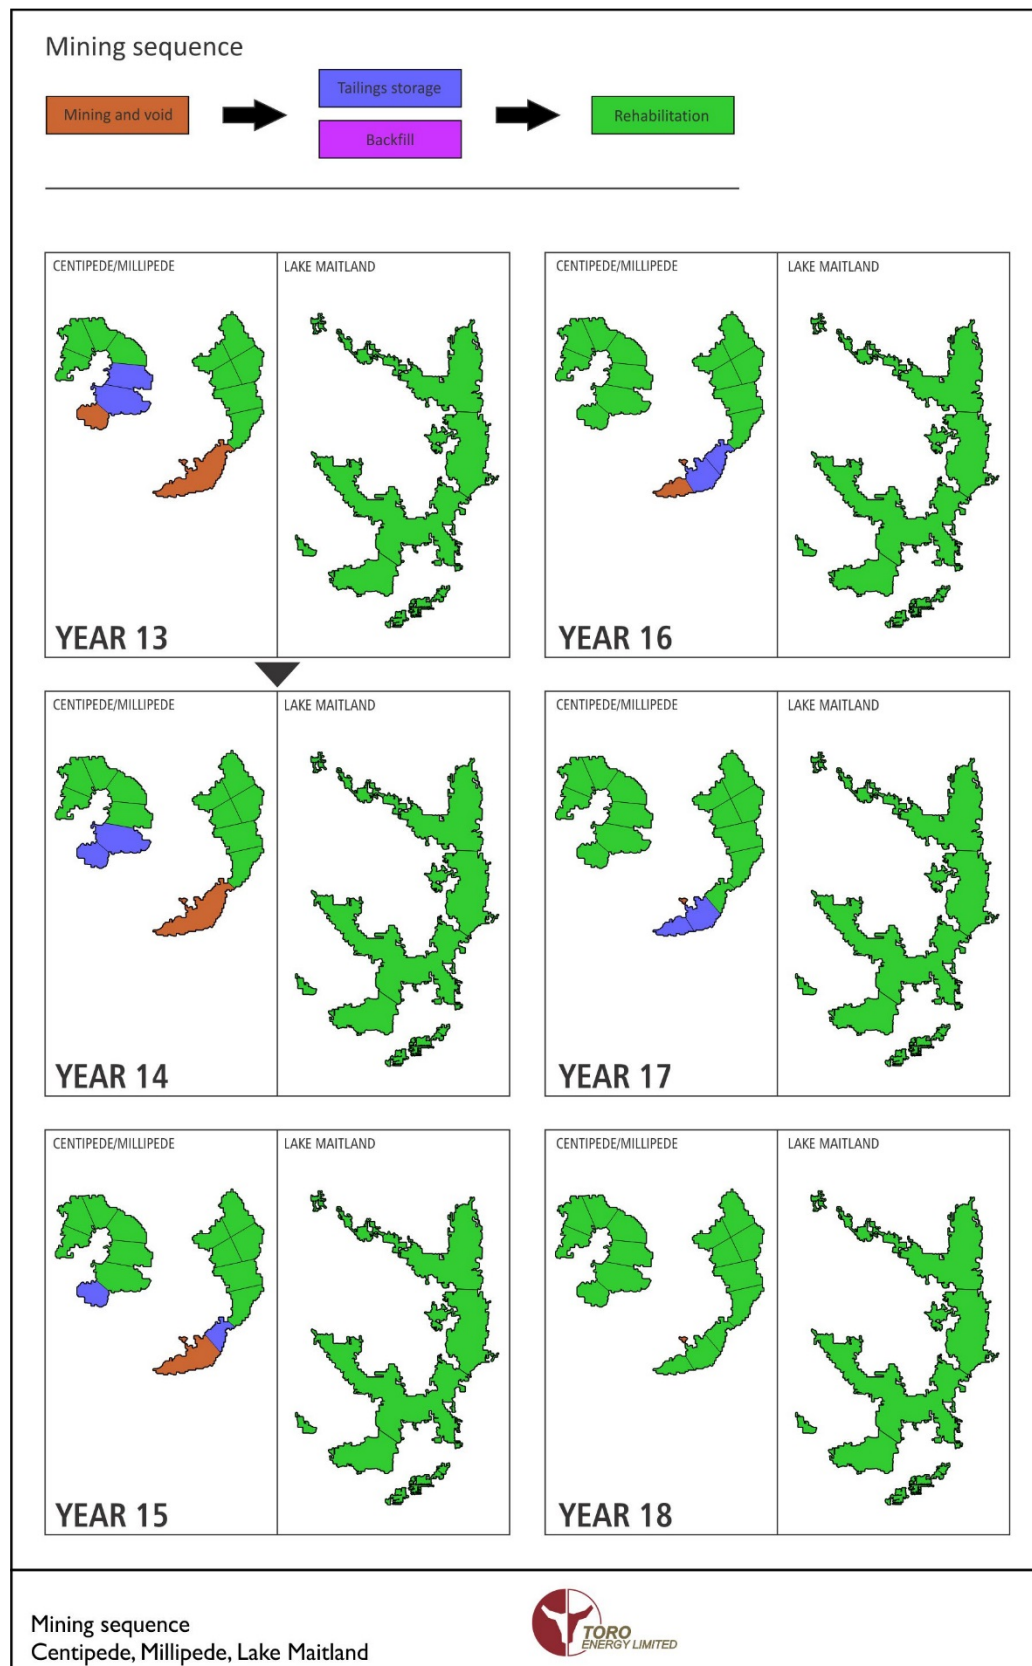 Mining sequence
Mining and void
Tailings storage
Backfill
Rehabilitation
CENTIPEDE/MILLIPEDE
LAKE MAITLAND
YEAR 13
CENTIPEDE/MILLIPEDE
LAKE MAITLAND
YEAR 16
CENTIPEDE/MILLIPEDE
LAKE MAITLAND
YEAR 14
CENTIPEDE/MILLIPEDE
LAKE MAITLAND
YEAR 17
CENTIPEDE/MILLIPEDE
LAKE MAITLAND
YEAR 15
CENTIPEDE/MILLIPEDE
LAKE MAITLAND
YEAR 18
Mining sequence
Centipede, Millipede, Lake Maitland
TORO
ENERGY LIMITED